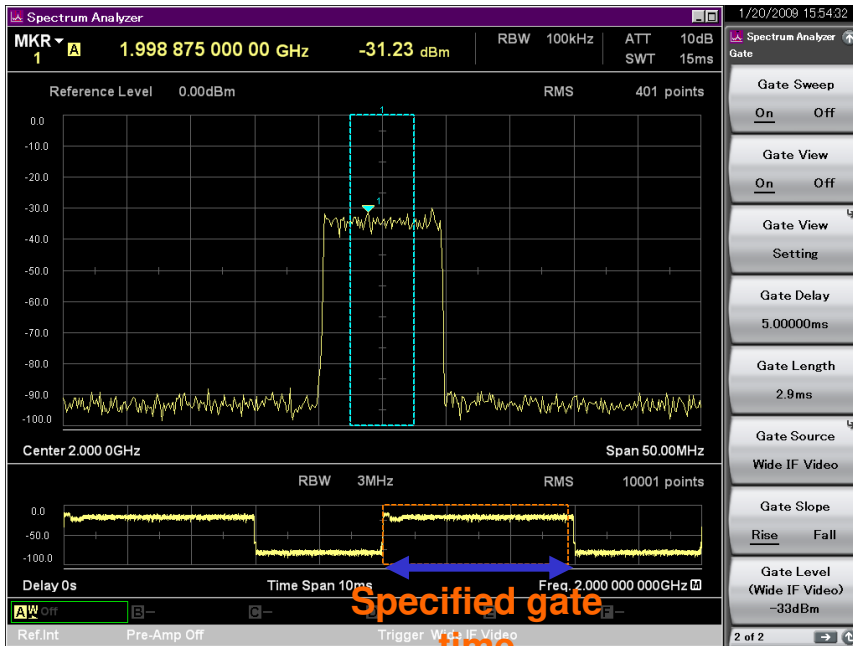 Spectrum Analyzer
1/20/2009 15:54:32
MKR A 1.998 875 000 00 GHz -31.23 dBm RBW 100kHz ATT 10dB
1 SWT 15ms
Reference Level 0.00dBm RMS 401 points
1
0.0
-10.0
-20.0
-30.0
1
-40.0
-50.0
-60.0
-70.0
-80.0
-90.0
-100.0
Center 2.000 0GHz Span 50.00MHz
RBW 3MHz RMS 10001 points
0.0
-50.0
-100.0
Delay 0s Time Span 10ms Freq. 2.000 000 000GHz M
Specified gate
time
A W Off B- C- F-
Ref.Int Pre-Amp Off Trigger Wide IF Video
Spectrum Analyzer
Gate
Gate Sweep
On Off
Gate View
On Off
Gate View
Setting
Gate Delay
5.00000ms
Gate Length
2.9ms
Gate Source
Wide IF Video
Gate Slope
Rise Fall
Gate Level
(Wide IF Video)
-33dBm
2 of 2